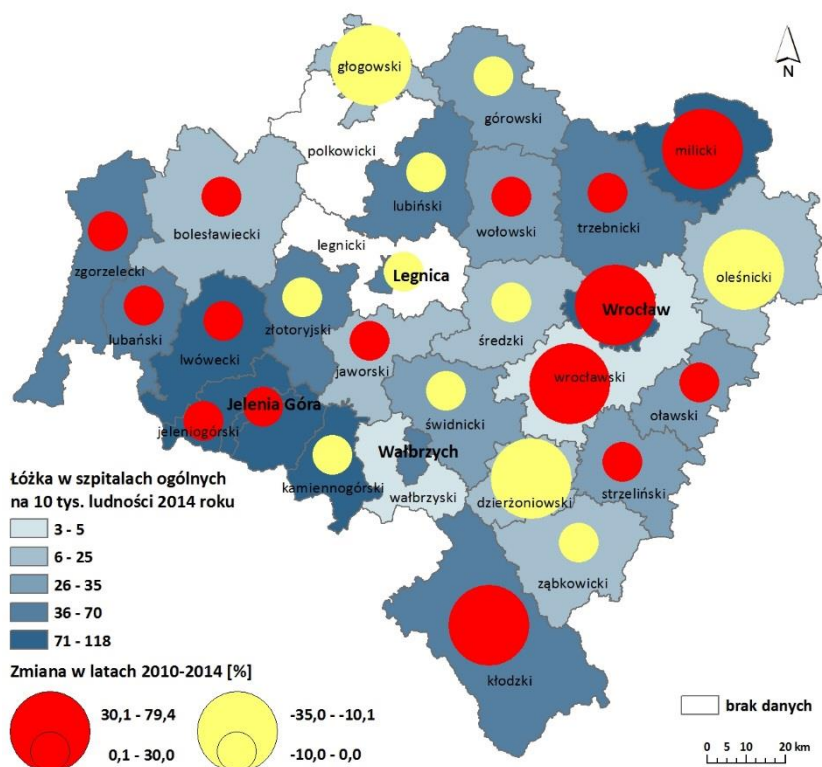 głogowski
N
górowski
polkowicki
milicki
lubiński
trzebnicki
wołowski
bolesławiecki
legnicki
zgorzelecki
Legnica
oleśnicki
Wrocław
złotoryjski
lubański
średzki
lwówecki
jaworski
wrocławski
oławski
Jelenia Góra
świdnicki
jeleniogórski
Wałbrzych
Łóżka w szpitalach ogólnych
na 10 tys. ludności 2014 roku
kamiennogórski
wałbrzyski
dzierżoniowski
strzeliński
3 - 5
6 - 25
26 - 35
36 - 70
71 - 118
ząbkowicki
Zmiana w latach 2010-2014 [%]
kłodzki
30,1 - 79,4
-35,0 - -10,1
brak danych
0,1 - 30,0
-10,0 - 0,0
0 5 10 20 km